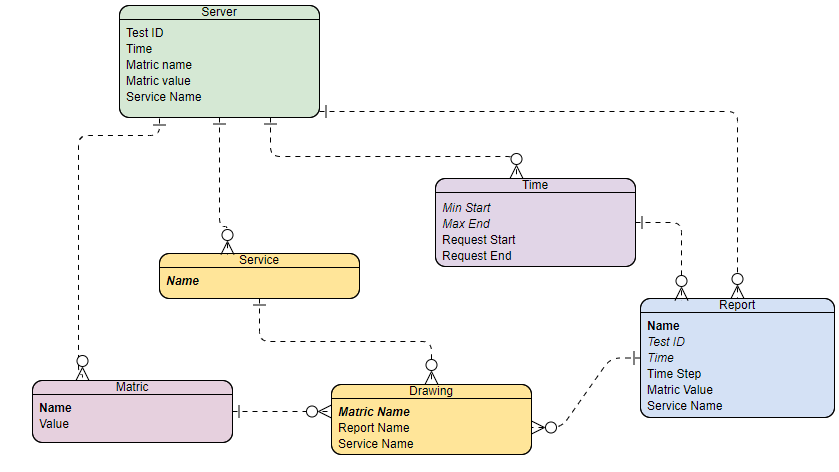 Server
Test ID
Time
Matric name
Matric value
Service Name
Time
Min Start
Max End
Request Start
Request End
Service
Name
Report
Name
Test ID
Time
Time Step
Matric Value
Service Name
Matric
Name
Value
Drawing
Matric Name
Report Name
Service Name